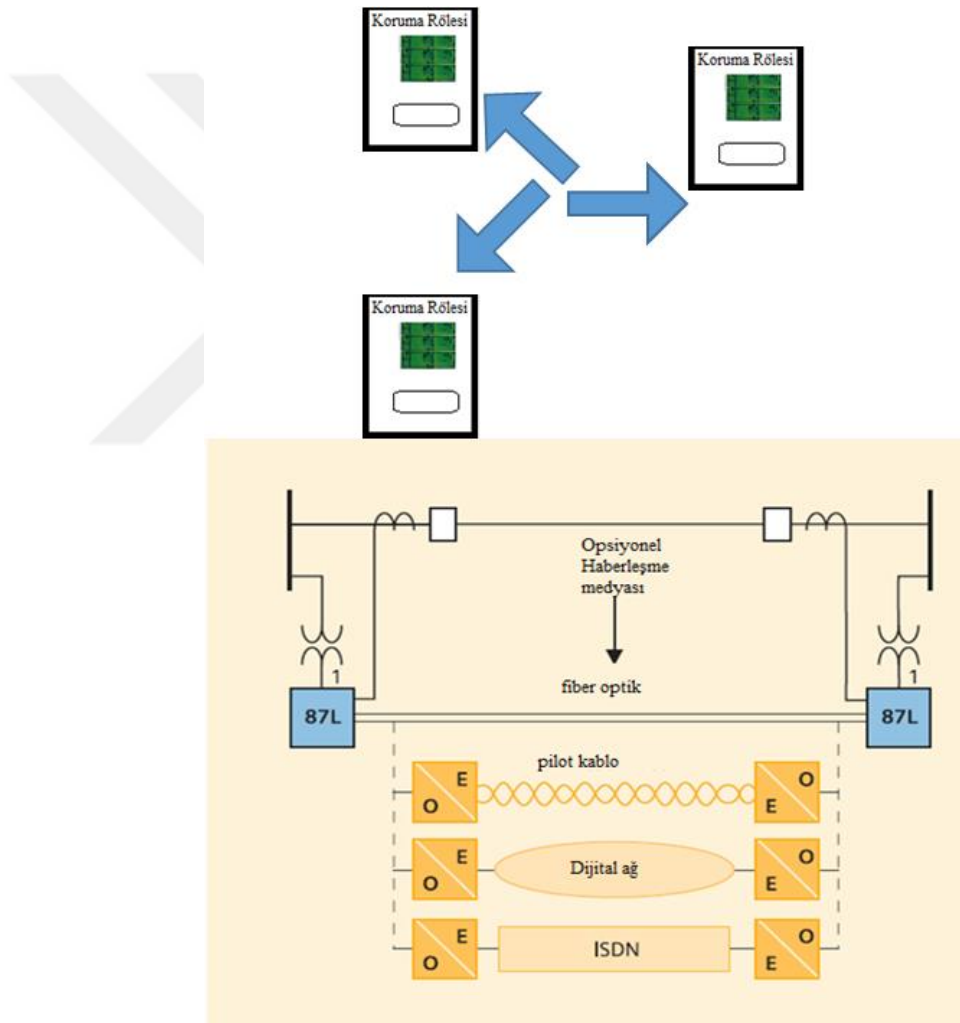 Koruma Rölesi
Koruma Rölesi
Koruma Rölesi
Opsiyonel
Haberleşme
medyası
1
1
fiber optik
87L
87L
pilot kablo
E
O
O
E
Dijital ağ
E
O
O
E
ISDN
E
O
O
E